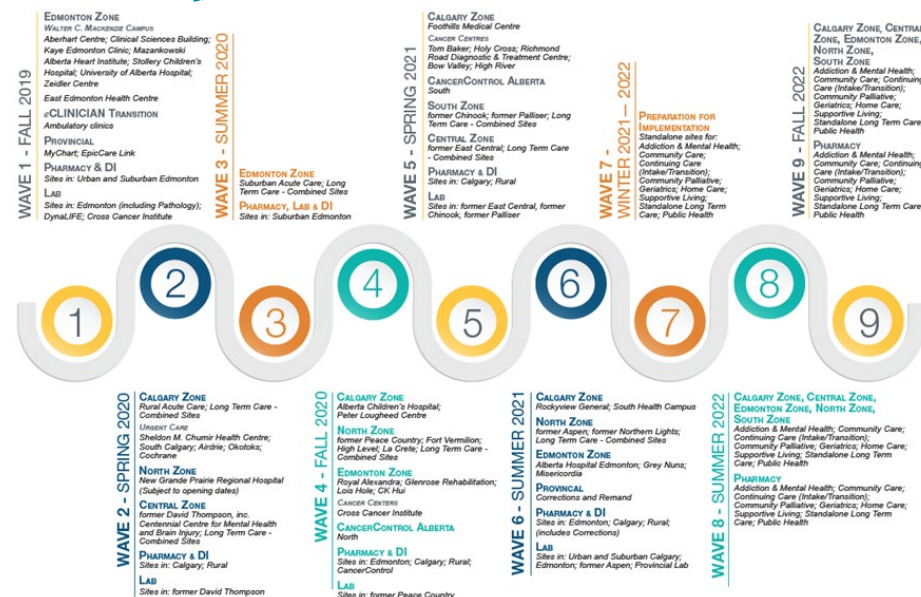 WAVE 1 - FALL 2019
EDMONTON ZONE
WALTER C. MACKENZIE CAMPUS
Aberhart Centre; Clinical Sciences Building;
Kaye Edmonton Clinic; Mazankowski
Alberta Heart Institute; Stollery Children's
Hospital; University of Alberta Hospital;
Zeidler Centre
East Edmonton Health Centre
eCLINICIAN TRANSITION
Ambulatory clinics
PROVINCIAL
MyChart; EpicCare Link
PHARMACY & DI
Sites in: Urban and Suburban Edmonton
LAB
Sites in: Edmonton (including Pathology);
DynaLIFE; Cross Cancer Institute
WAVE 3 - SUMMER 2020
EDMONTON ZONE
Suburban Acute Care; Long
Term Care - Combined Sites
PHARMACY, LAB & DI
Sites in: Suburban Edmonton
WAVE 5 - SPRING 2021
CALGARY ZONE
Foothills Medical Centre
CANCER CENTRES
Tom Baker; Holy Cross; Richmond
Road Diagnostic & Treatment Centre;
Bow Valley; High River
CANCERCONTROL ALBERTA
South
SOUTH ZONE
former Chinook; former Palliser; Long
Term Care - Combined Sites
CENTRAL ZONE
former East Central; Long Term Care
- Combined Sites
PHARMACY & DI
Sites in: Calgary; Rural
LAB
Sites in: former East Central, former
Chinook, former Palliser
WAVE 7 -
WINTER 2021– 2022
PREPARATION FOR
IMPLEMENTATION
Standalone sites for:
Addiction & Mental Health;
Community Care;
Continuing Care
(Intake/Transition);
Community Palliative;
Geriatrics; Home Care;
Supportive Living;
Standalone Long Term
Care; Public Health
WAVE 9 - FALL 2022
CALGARY ZONE, CENTRAL
ZONE, EDMONTON ZONE,
NORTH ZONE,
SOUTH ZONE
Addiction & Mental Health;
Community Care; Continuing
Care (Intake/Transition);
Community Palliative;
Geriatrics; Home Care;
Supportive Living;
Standalone Long Term Care;
Public Health
PHARMACY
Addiction & Mental Health;
Community Care; Continuing
Care (Intake/Transition);
Community Palliative;
Geriatrics; Home Care;
Supportive Living;
Standalone Long Term Care;
Public Health
1
2
3
4
5
6
7
8
9
WAVE 2 - SPRING 2020
CALGARY ZONE
Rural Acute Care; Long Term Care -
Combined Sites
URGENT CARE
Sheldon M. Chumir Health Centre;
South Calgary; Airdrie; Okotoks;
Cochrane
NORTH ZONE
New Grande Prairie Regional Hospital
(Subject to opening dates)
CENTRAL ZONE
former David Thompson, inc.
Centennial Centre for Mental Health
and Brain Injury; Long Term Care -
Combined Sites
PHARMACY & DI
Sites in: Calgary; Rural
LAB
Sites in: former David Thompson
WAVE 4 - FALL 2020
CALGARY ZONE
Alberta Children's Hospital;
Peter Lougheed Centre
NORTH ZONE
former Peace Country; Fort Vermilion;
High Level; La Crete; Long Term Care -
Combined Sites
EDMONTON ZONE
Royal Alexandra; Glenrose Rehabilitation;
Lois Hole; CK Hui
CANCER CENTERS
Cross Cancer Institute
CANCERCONTROL ALBERTA
North
PHARMACY & DI
Sites in: Edmonton; Calgary; Rural;
CancerControl
LAB
Sites in: former Peace Country
WAVE 6 - SUMMER 2021
CALGARY ZONE
Rockyview General; South Health Campus
NORTH ZONE
former Aspen; former Northern Lights;
Long Term Care - Combined Sites
EDMONTON ZONE
Alberta Hospital Edmonton; Grey Nuns;
Misericordia
PROVINCAL
Corrections and Remand
PHARMACY & DI
Sites in: Edmonton; Calgary; Rural;
(includes Corrections)
LAB
Sites in: Urban and Suburban Calgary;
Edmonton; former Aspen; Provincial Lab
WAVE 8 - SUMMER 2022
CALGARY ZONE, CENTRAL ZONE,
EDMONTON ZONE, NORTH ZONE,
SOUTH ZONE
Addiction & Mental Health; Community Care;
Continuing Care (Intake/Transition);
Community Palliative; Geriatrics; Home Care;
Supportive Living; Standalone Long Term
Care; Public Health
PHARMACY
Addiction & Mental Health; Community Care;
Continuing Care (Intake/Transition);
Community Palliative; Geriatrics; Home Care;
Supportive Living; Standalone Long Term
Care; Public Health